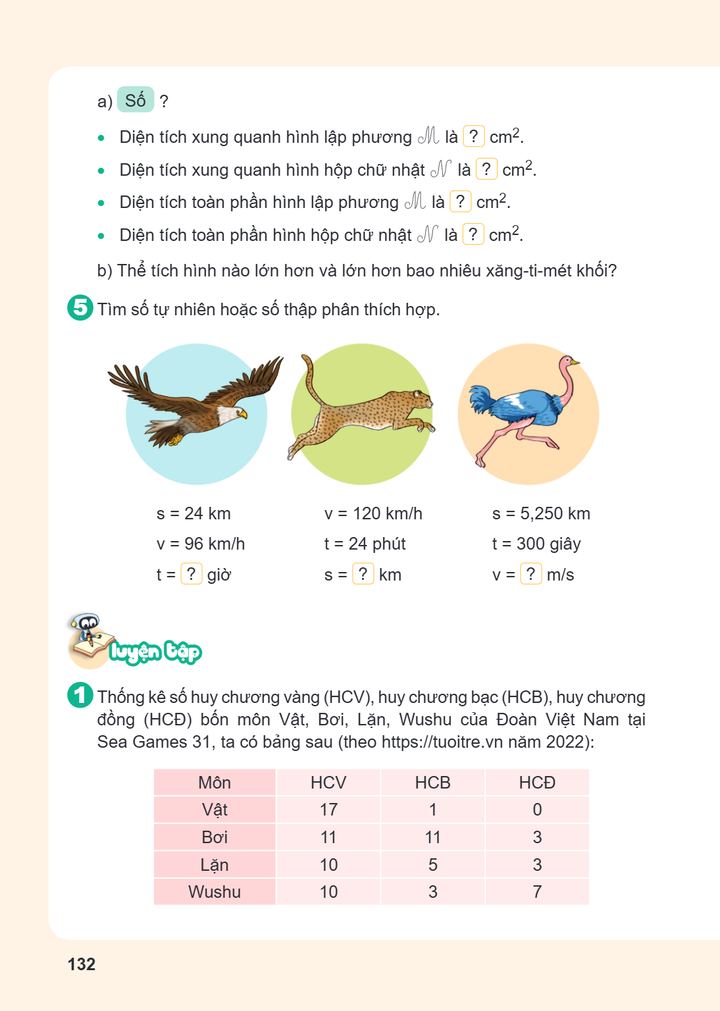 a) Số ?
• Diện tích xung quanh hình lập phương ℳ là ? cm².
• Diện tích xung quanh hình hộp chữ nhật 𝒩 là ? cm².
• Diện tích toàn phần hình lập phương ℳ là ? cm².
• Diện tích toàn phần hình hộp chữ nhật 𝒩 là ? cm².
b) Thể tích hình nào lớn hơn và lớn hơn bao nhiêu xăng-ti-mét khối?
5 Tìm số tự nhiên hoặc số thập phân thích hợp.
s = 24 km v = 120 km/h s = 5,250 km
v = 96 km/h t = 24 phút t = 300 giây
t = ? giờ s = ? km v = ? m/s
luyện tập
1 Thống kê số huy chương vàng (HCV), huy chương bạc (HCB), huy chương
đồng (HCĐ) bốn môn Vật, Bơi, Lặn, Wushu của Đoàn Việt Nam tại
Sea Games 31, ta có bảng sau (theo https://tuoitre.vn năm 2022):
Môn HCV HCB HCĐ
Vật 17 1 0
Bơi 11 11 3
Lặn 10 5 3
Wushu 10 3 7
132